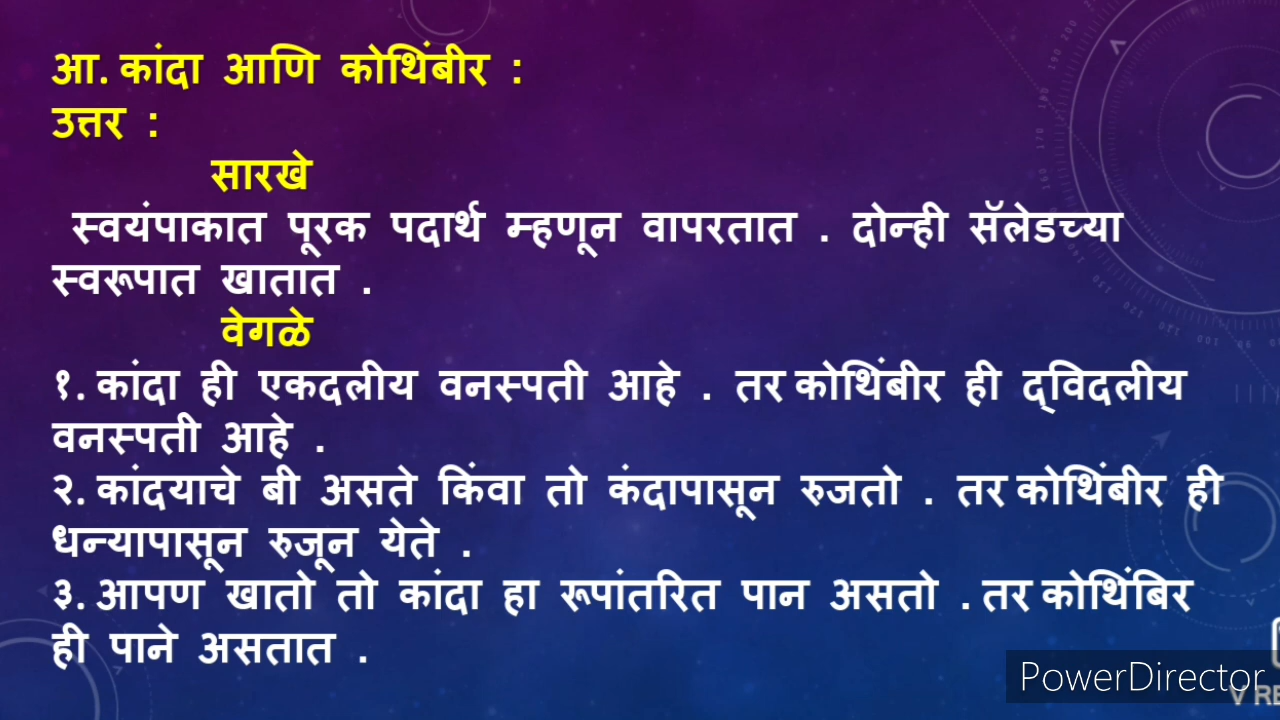 आ. कांदा आणि कोथिंबीर :
उत्तर :
सारखे
स्वयंपाकात पूरक पदार्थ म्हणून वापरतात . दोन्ही सॅलेडच्या
स्वरूपात खातात .
वेगळे
१. कांदा ही एकदलीय वनस्पती आहे . तर कोथिंबीर ही द्विदलीय
वनस्पती आहे .
२. कांदयाचे बी असते किंवा तो कंदापासून रुजतो . तर कोथिंबीर ही
धन्यापासून रुजून येते .
३. आपण खातो तो कांदा हा रूपांतरित पान असतो . तर कोथिंबिर
ही पाने असतात .
PowerDirector